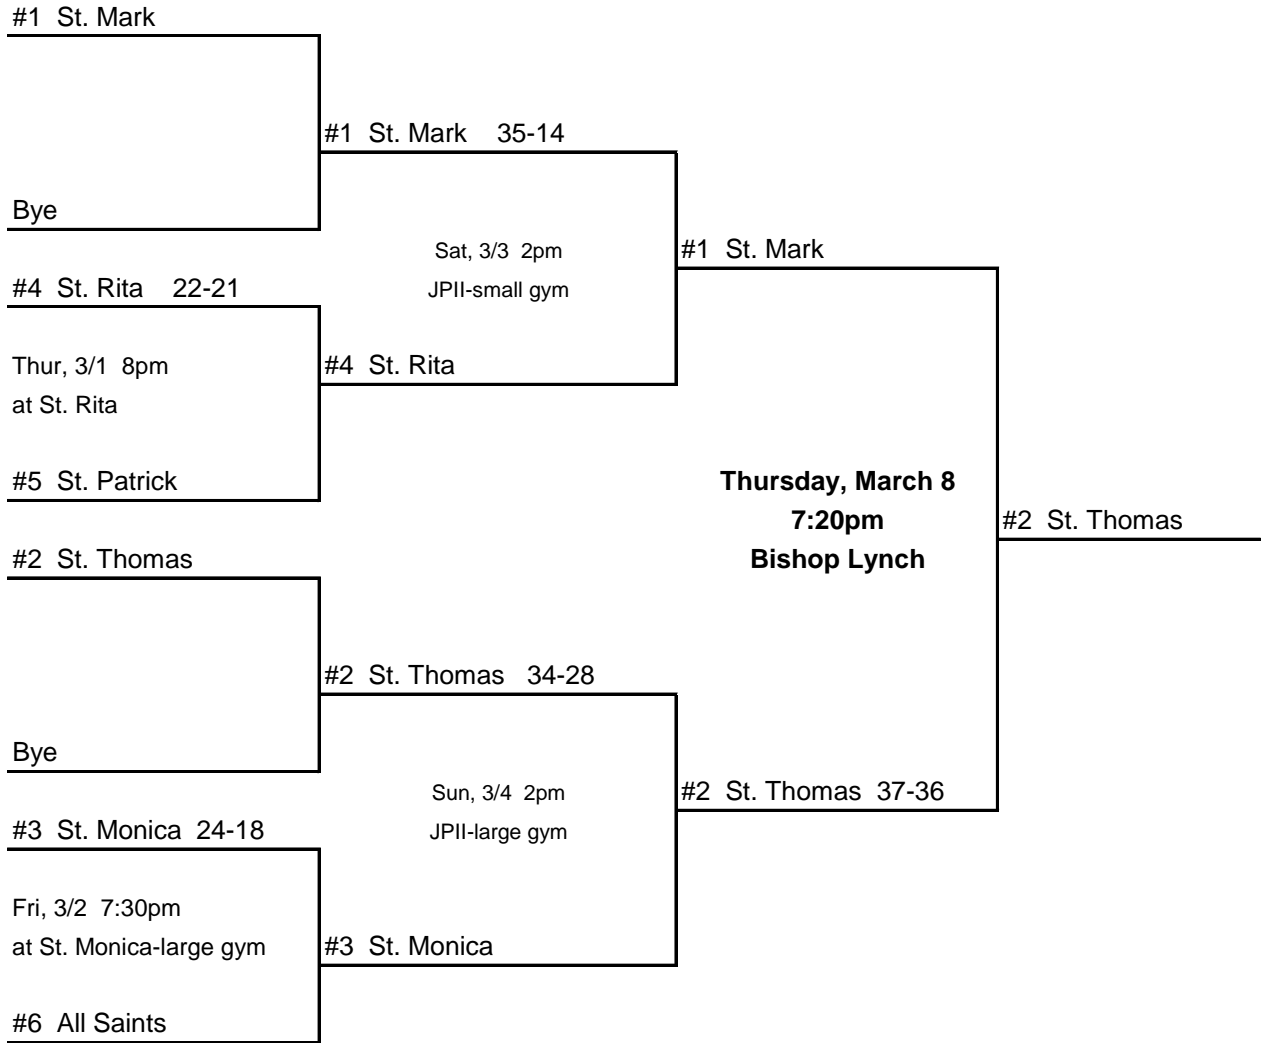 #1 St. Mark
#1 St. Mark 35-14
Bye
Sat, 3/3 2pm
#1 St. Mark
#4 St. Rita 22-21
JPII-small gym
Thur, 3/1 8pm
#4 St. Rita
at St. Rita
#5 St. Patrick
Thursday, March 8
7:20pm
#2 St. Thomas
#2 St. Thomas
Bishop Lynch
#2 St. Thomas 34-28
Bye
Sun, 3/4 2pm
#2 St. Thomas 37-36
#3 St. Monica 24-18
JPII-large gym
Fri, 3/2 7:30pm
at St. Monica-large gym
#3 St. Monica
#6 All Saints